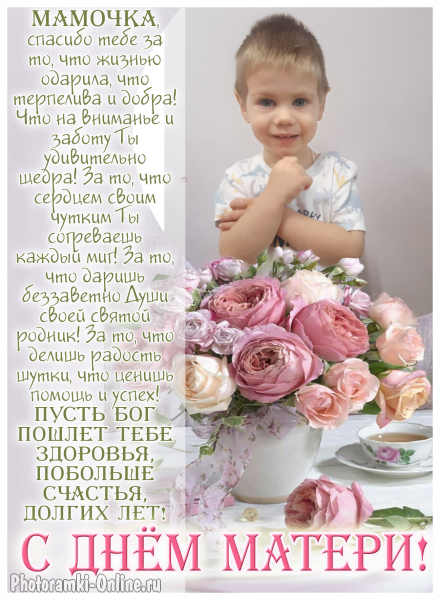 МАМОЧКА,
спасибо тебе за
то, что жизнью
одарила, что
терпелива и добра!
Что на вниманье и
заботу Ты
удивительно
щедра! За то, что
сердцем своим
чутким Ты
согреваешь
каждый миг! За то,
что даришь
беззаветно Души
своей святой
родник! За то, что
делишь радость
шутки, что ценишь
помощь и успех!
ПУСТЬ БОГ
ПОШЛЕТ ТЕБЕ
ЗДОРОВЬЯ,
ПОБОЛЬШЕ
СЧАСТЬЯ,
ДОЛГИХ ЛЕТ!
С ДНЁМ МАТЕРИ!
Photoramki-Online.ru